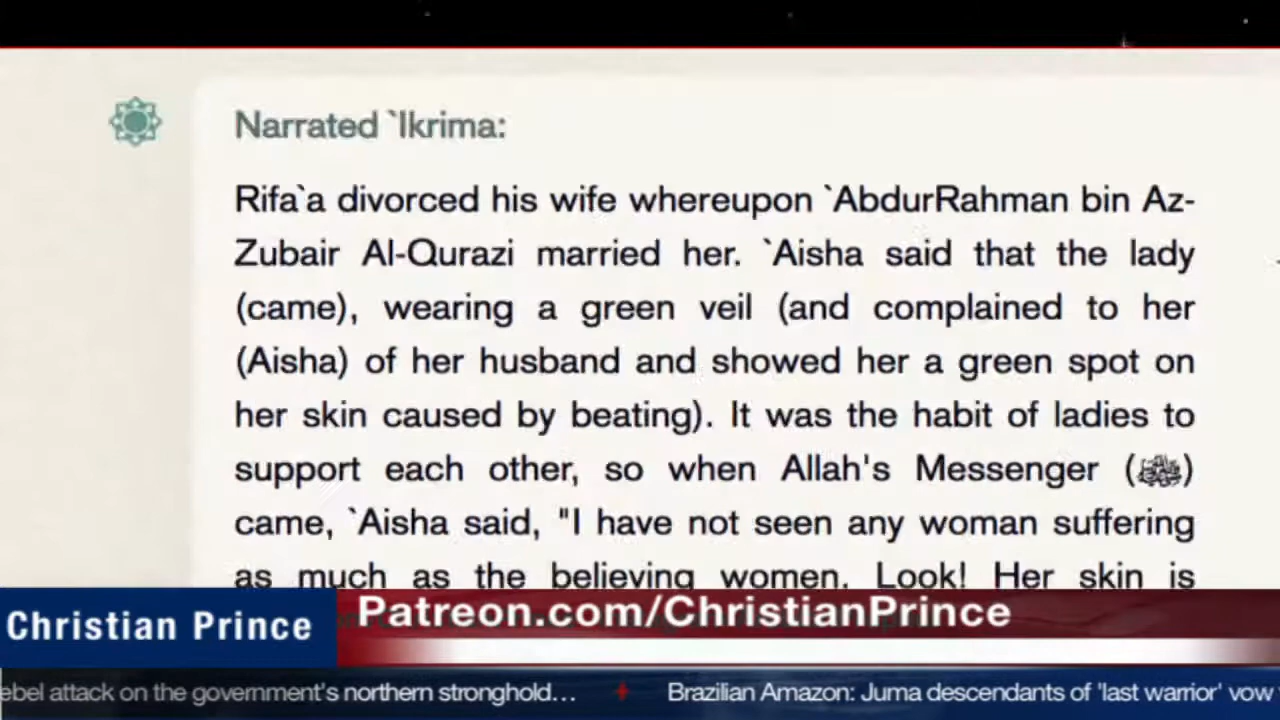 Narrated `Ikrima:
Rifa`a divorced his wife whereupon `AbdurRahman bin Az-
Zubair Al-Qurazi married her. `Aisha said that the lady
(came), wearing a green veil (and complained to her
(Aisha) of her husband and showed her a green spot on
her skin caused by beating). It was the habit of ladies to
support each other, so when Allah's Messenger (ﷺ)
came, `Aisha said, "I have not seen any woman suffering
as much as the believing women. Look! Her skin is
Christian Prince
Patreon.com/ChristianPrince
ebel attack on the government's northern stronghold... Brazilian Amazon: Juma descendants of 'last warrior' vow